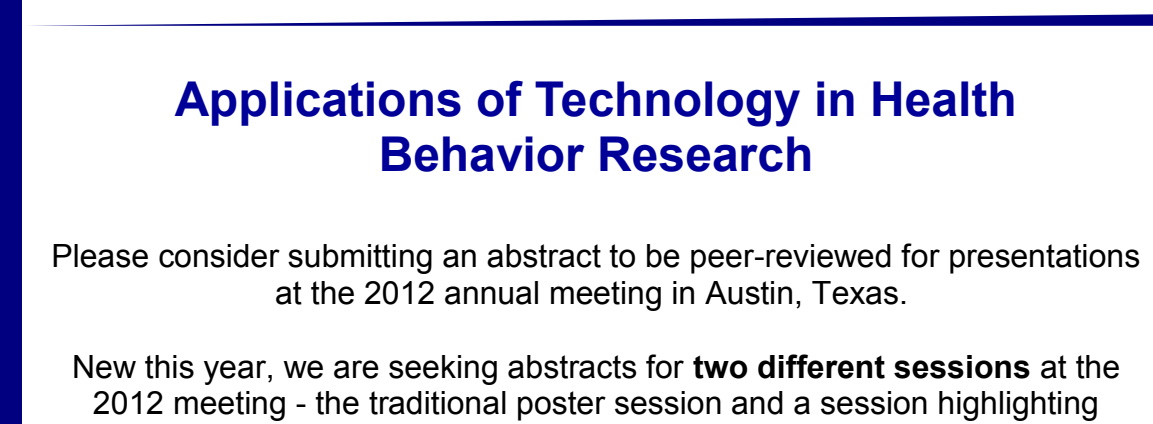 Applications of Technology in Health
Behavior Research
Please consider submitting an abstract to be peer-reviewed for presentations
at the 2012 annual meeting in Austin, Texas.
New this year, we are seeking abstracts for two different sessions at the
2012 meeting - the traditional poster session and a session highlighting